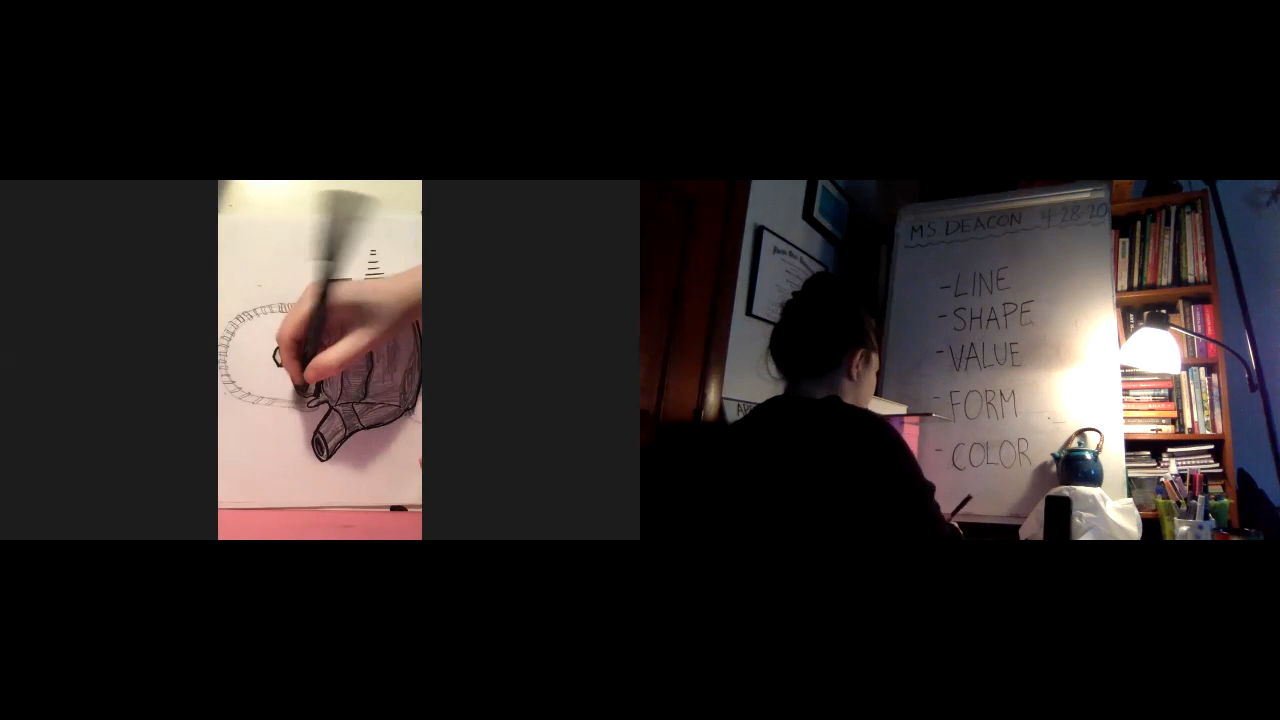 MS. DEACON 4-28-20
-LINE
-SHAPE
-VALUE
-FORM
-COLOR